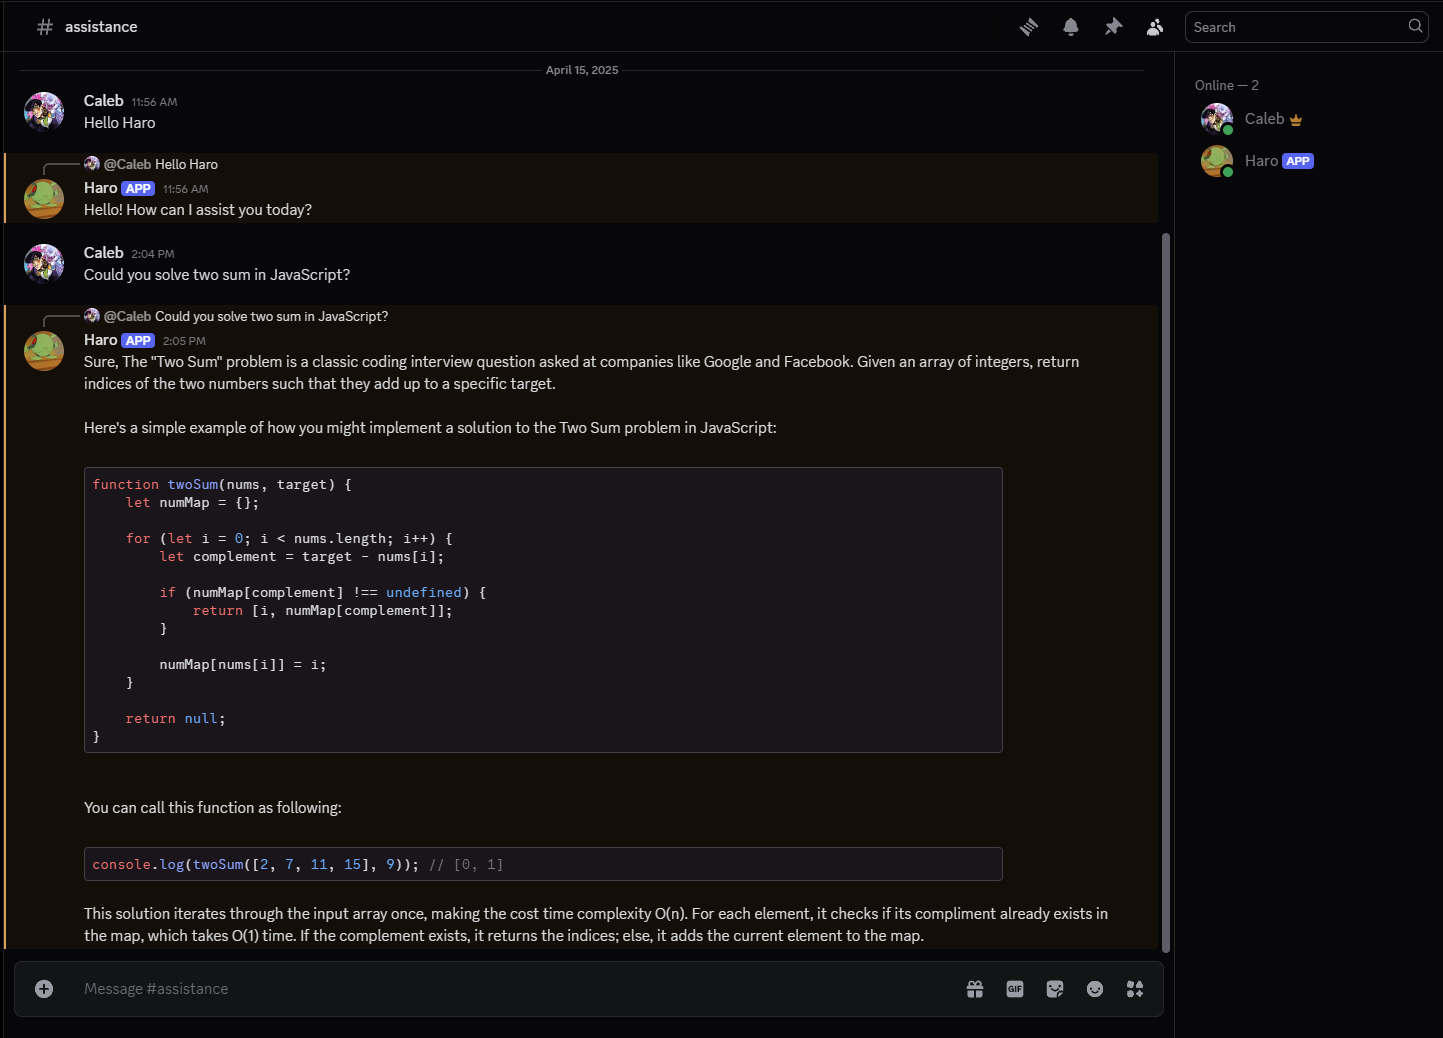 # assistance
Search
April 15, 2025
Caleb 11:56 AM
Hello Haro
@Caleb Hello Haro
Haro APP 11:56 AM
Hello! How can I assist you today?
Caleb 2:04 PM
Could you solve two sum in JavaScript?
@Caleb Could you solve two sum in JavaScript?
Haro APP 2:05 PM
Sure, The "Two Sum" problem is a classic coding interview question asked at companies like Google and Facebook. Given an array of integers, return
indices of the two numbers such that they add up to a specific target.
Here's a simple example of how you might implement a solution to the Two Sum problem in JavaScript:
function twoSum(nums, target) {
    let numMap = {};
    for (let i = 0; i < nums.length; i++) {
        let complement = target - nums[i];
        if (numMap[complement] !== undefined) {
            return [i, numMap[complement]];
        }
        numMap[nums[i]] = i;
    }
    return null;
}
You can call this function as following:
console.log(twoSum([2, 7, 11, 15], 9)); // [0, 1]
This solution iterates through the input array once, making the cost time complexity O(n). For each element, it checks if its compliment already exists in
the map, which takes O(1) time. If the complement exists, it returns the indices; else, it adds the current element to the map.
Message #assistance
GIF
Online — 2
Caleb
Haro APP